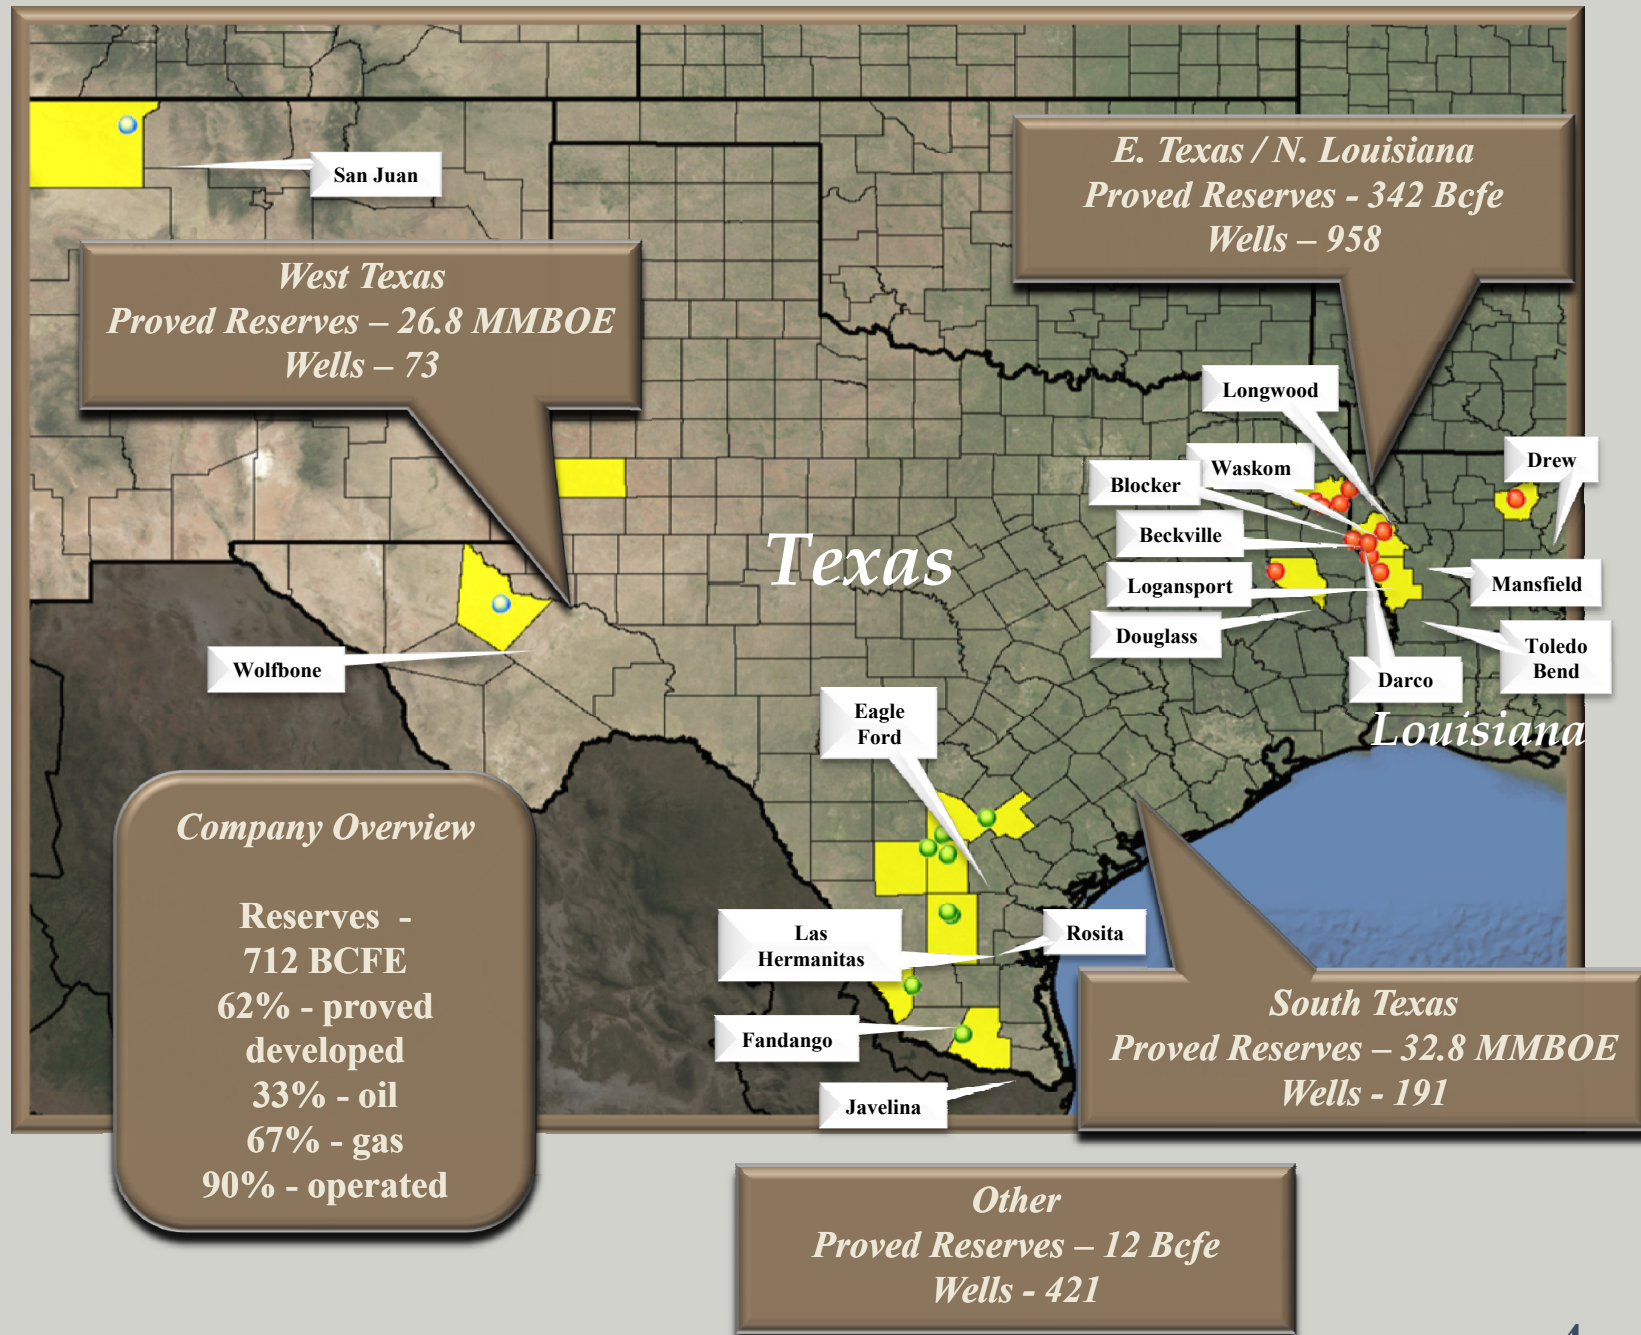 San Juan
E. Texas / N. Louisiana
Proved Reserves - 342 Bcfe
Wells – 958
West Texas
Proved Reserves – 26.8 MMBOE
Wells – 73
Longwood
Waskom
Drew
Blocker
Beckville
Texas
Logansport
Mansfield
Douglass
Toledo
Bend
Wolfbone
Darco
Eagle
Ford
Louisiana
Company Overview
Reserves -
712 BCFE
62% - proved
developed
33% - oil
67% - gas
90% - operated
Las
Hermanitas
Rosita
Fandango
Javelina
South Texas
Proved Reserves – 32.8 MMBOE
Wells - 191
Other
Proved Reserves – 12 Bcfe
Wells - 421
4